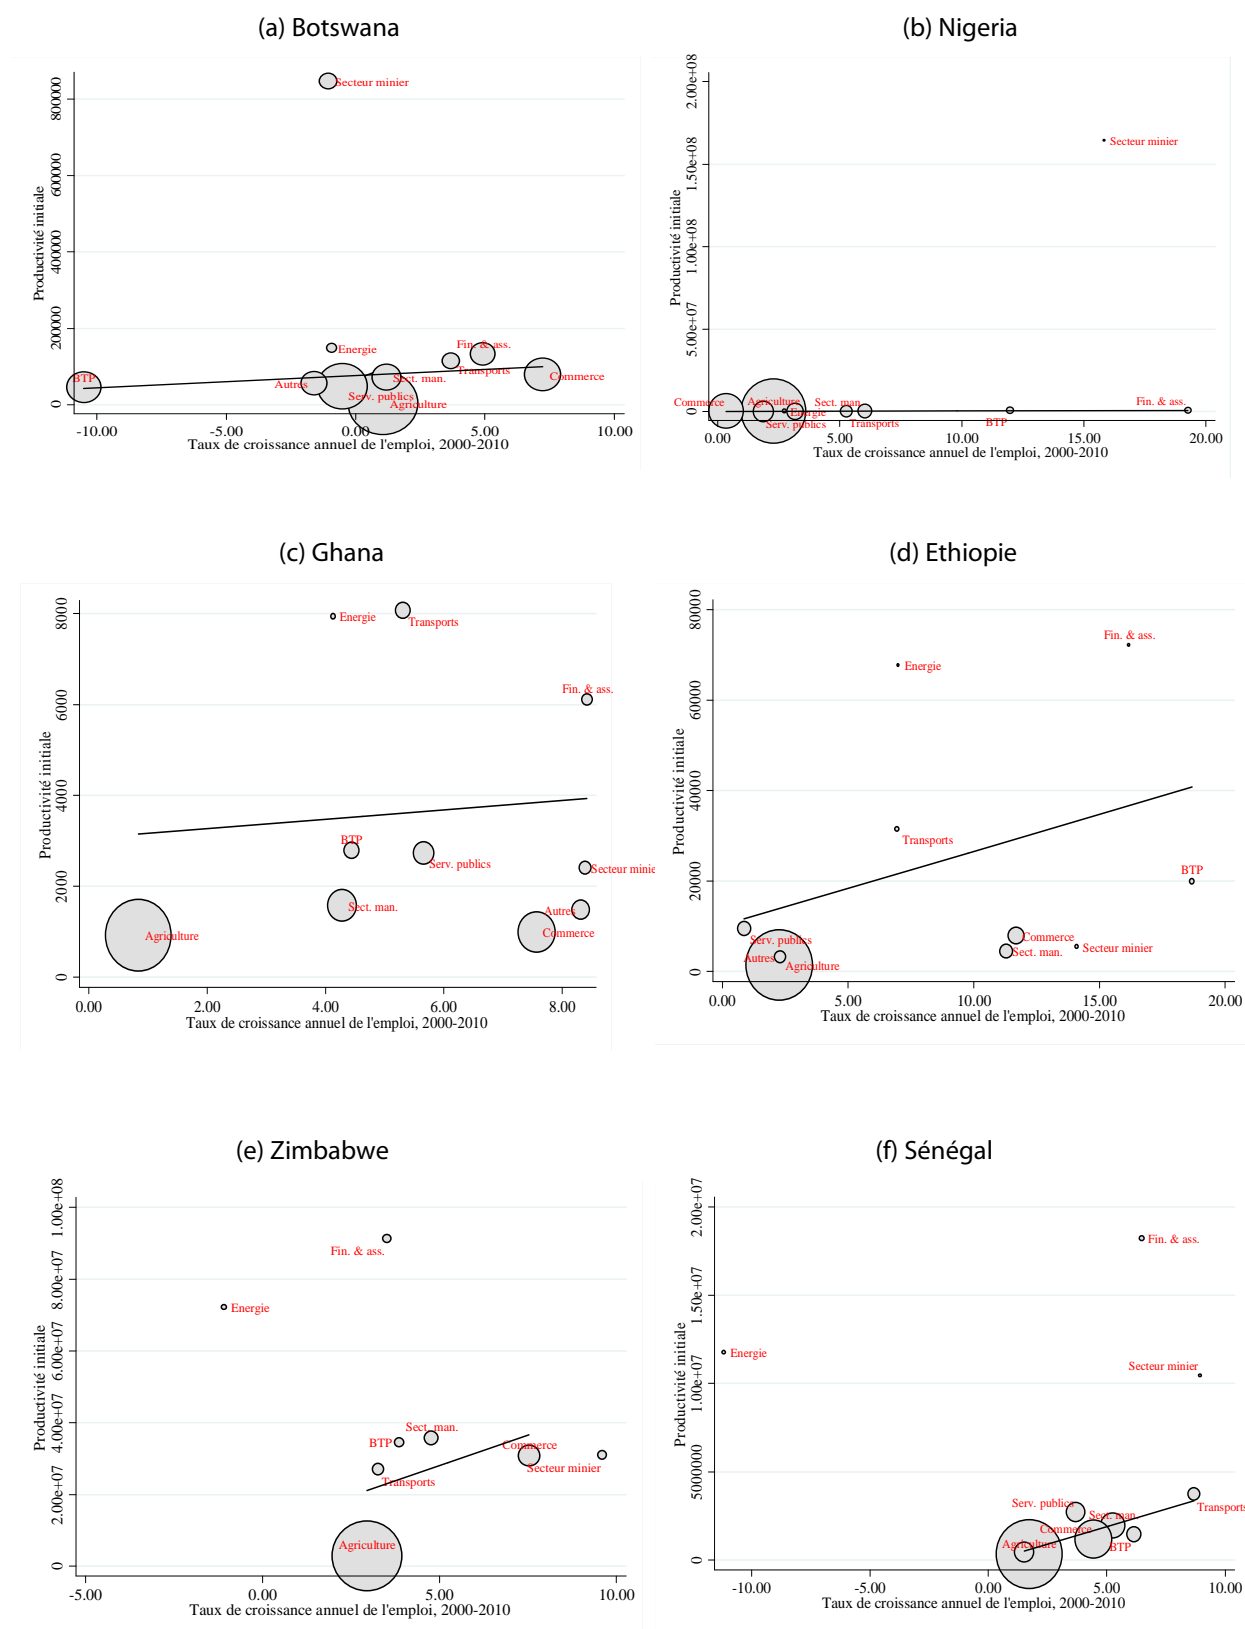 (a) Botswana
Productivité initiale
800000
600000
400000
200000
0
Secteur minier
Energie
Fin. & ass.
Transports
BTP
Autres
Sect. man.
Commerce
Serv. publics
Agriculture
-10.00 -5.00 0.00 5.00 10.00
Taux de croissance annuel de l'emploi, 2000-2010
(b) Nigeria
Productivité initiale
2.00e+08
1.50e+08
1.00e+08
5.00e+07
0
Secteur minier
Commerce
Agriculture
Sect. man.
Fin. & ass.
Energie
Serv. publics
Transports
BTP
0.00 5.00 10.00 15.00 20.00
Taux de croissance annuel de l'emploi, 2000-2010
(c) Ghana
Productivité initiale
8000
6000
4000
2000
0
Energie
Transports
Fin. & ass.
BTP
Serv. publics
Secteur minie
Sect. man.
Autres
Agriculture
Commerce
0.00 2.00 4.00 6.00 8.00
Taux de croissance annuel de l'emploi, 2000-2010
(d) Ethiopie
Productivité initiale
80000
60000
40000
20000
0
Fin. & ass.
Energie
Transports
BTP
Serv. publics
Commerce
Secteur minier
Sect. man.
Autres
Agriculture
0.00 5.00 10.00 15.00 20.00
Taux de croissance annuel de l'emploi, 2000-2010
(e) Zimbabwe
Productivité initiale
1.00e+08
8.00e+07
6.00e+07
4.00e+07
2.00e+07
0
Fin. & ass.
Energie
Sect. man.
BTP
Commerce
Secteur minier
Transports
Agriculture
-5.00 0.00 5.00 10.00
Taux de croissance annuel de l'emploi, 2000-2010
(f) Sénégal
Productivité initiale
2.00e+07
1.50e+07
1.00e+07
5000000
0
Fin. & ass.
Energie
Secteur minier
Serv. publics
Transports
Sect. man.
Commerce
Agriculture
BTP
-10.00 -5.00 0.00 5.00 10.00
Taux de croissance annuel de l'emploi, 2000-2010